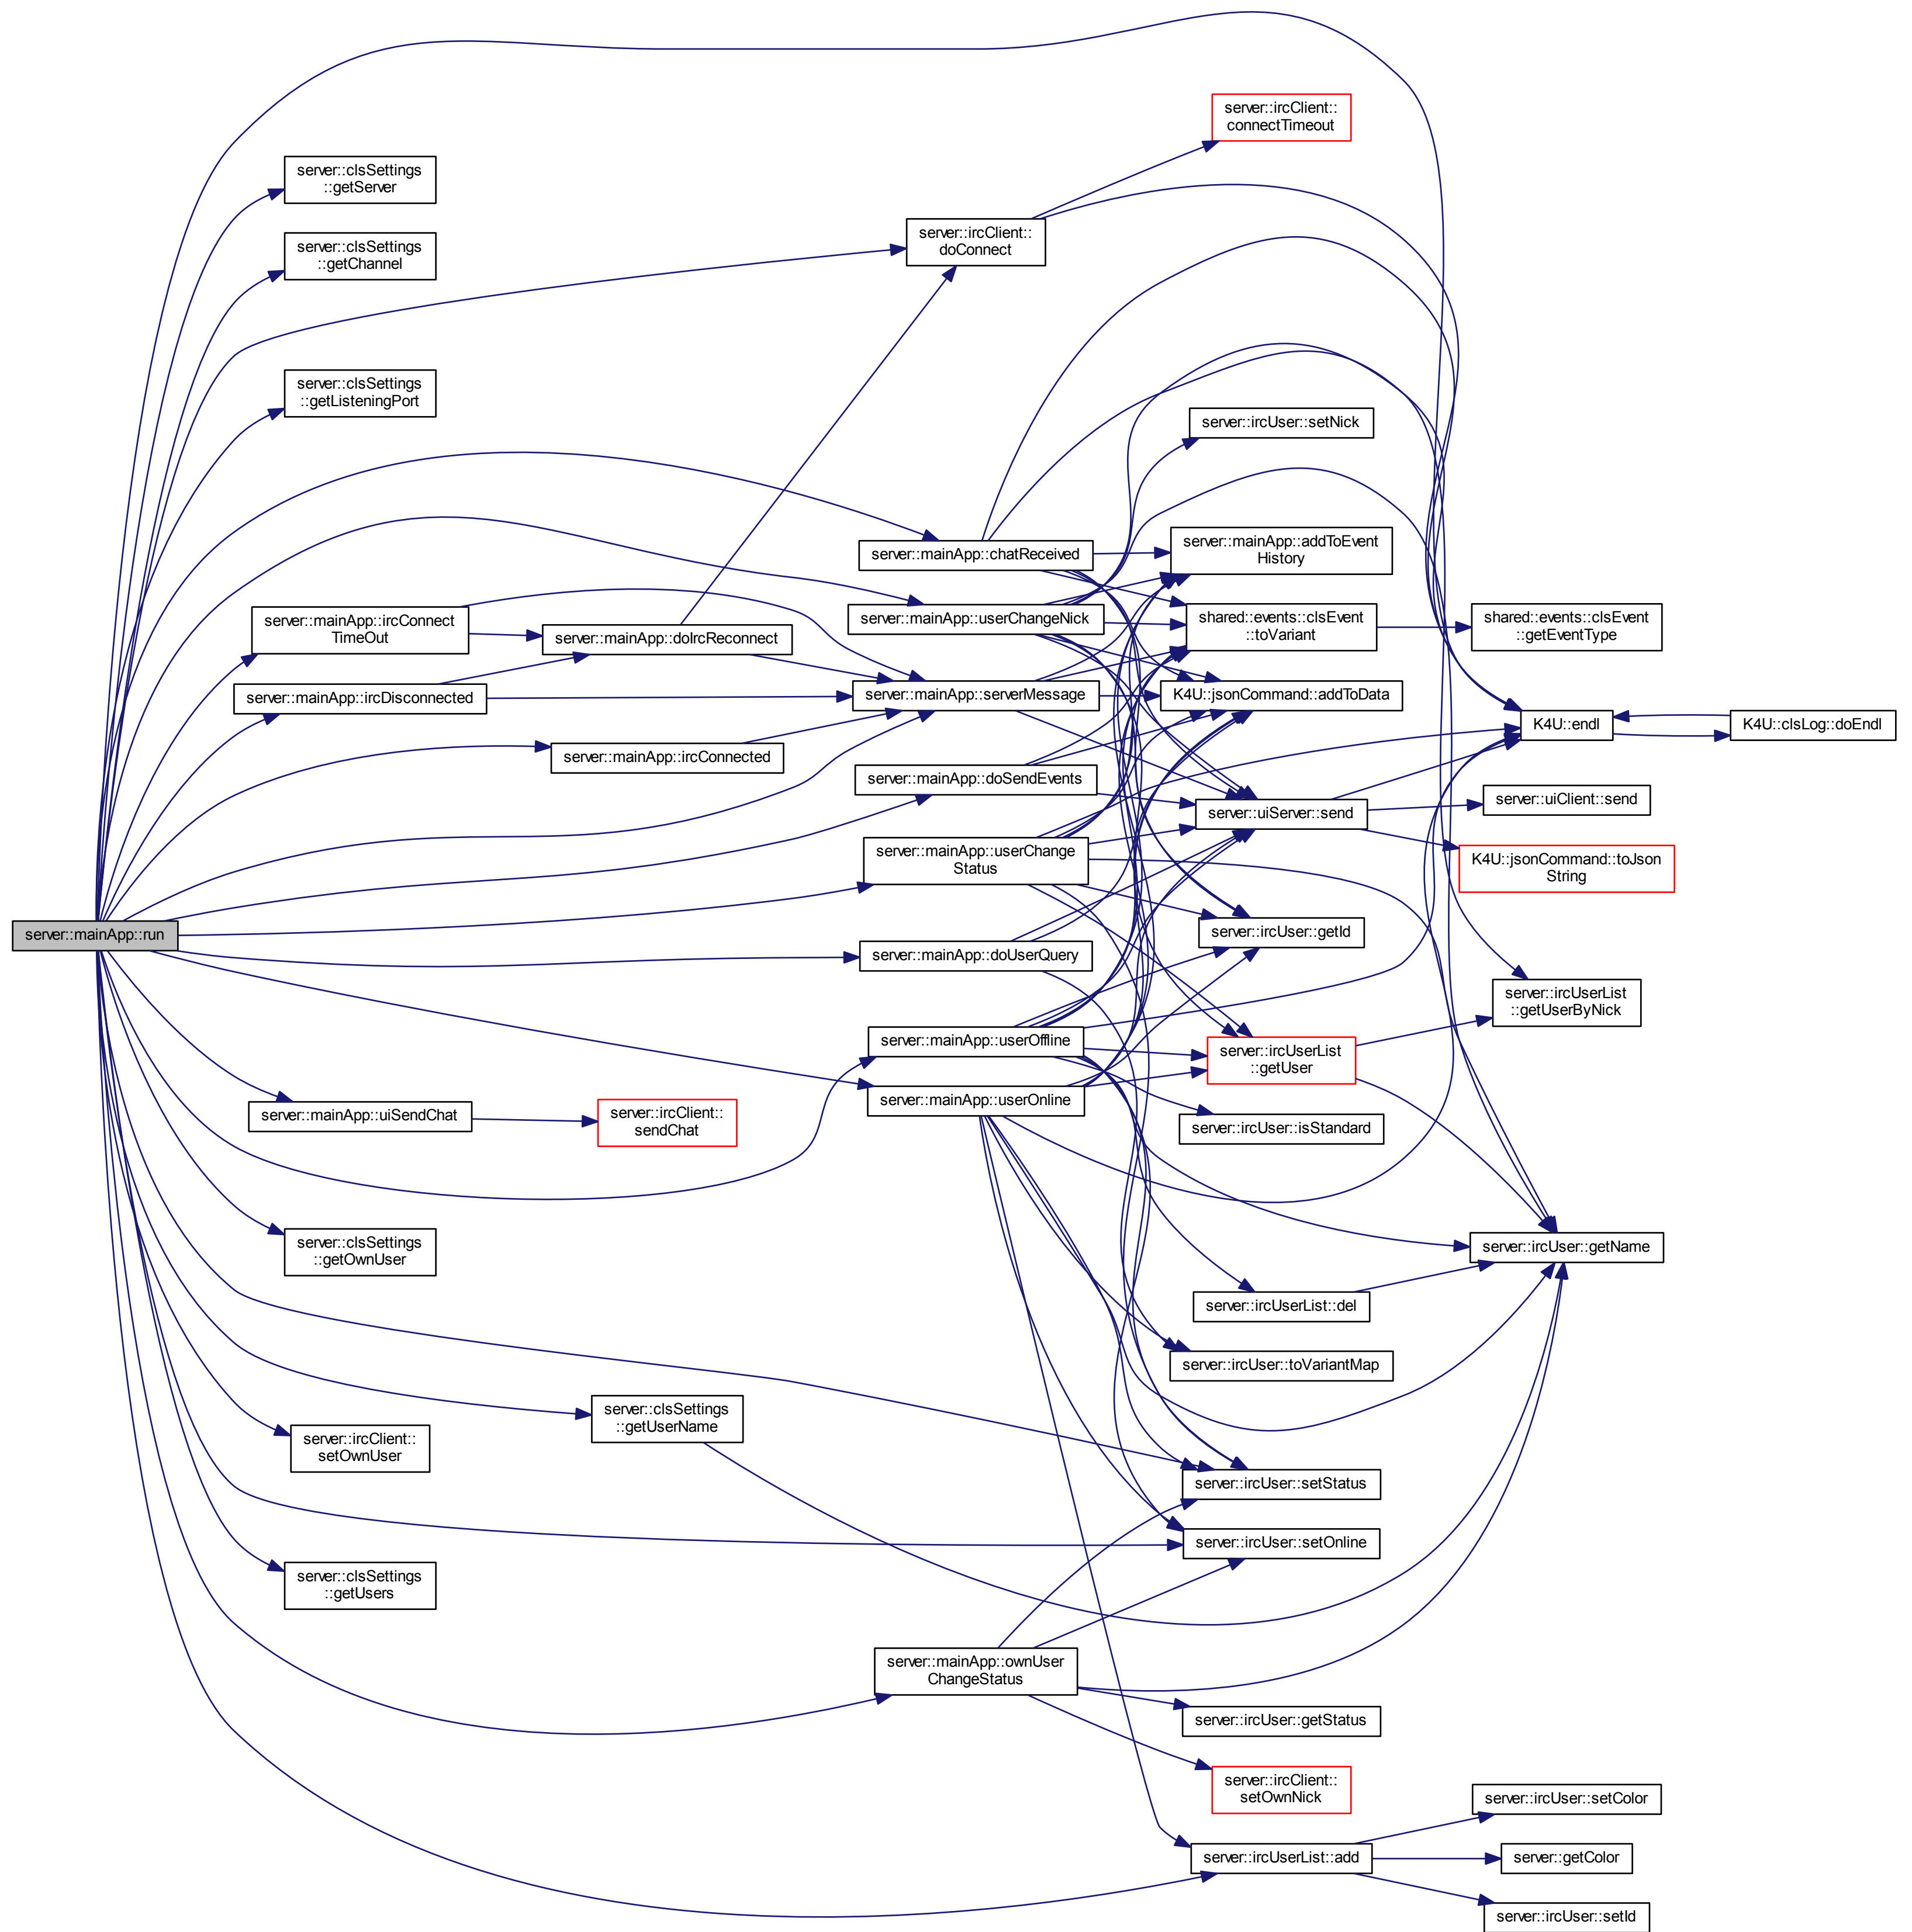 server::ircClient::
connectTimeout
server::clsSettings
::getServer
server::clsSettings
::getChannel
server::ircClient::
doConnect
server::clsSettings
::getListeningPort
server::ircUser::setNick
server::mainApp::chatReceived
server::mainApp::addToEvent
History
server::mainApp::userChangeNick
shared::events::clsEvent
::toVariant
shared::events::clsEvent
::getEventType
server::mainApp::ircConnect
TimeOut
server::mainApp::doIrcReconnect
server::mainApp::ircDisconnected
server::mainApp::serverMessage
K4U::jsonCommand::addToData
K4U::endl
K4U::clsLog::doEndl
server::mainApp::ircConnected
server::mainApp::doSendEvents
server::uiServer::send
server::uiClient::send
server::mainApp::userChange
Status
K4U::jsonCommand::toJson
String
server::mainApp::run
server::ircUser::getId
server::mainApp::doUserQuery
server::ircUserList
::getUserByNick
server::mainApp::userOffline
server::ircUserList
::getUser
server::mainApp::userOnline
server::mainApp::uiSendChat
server::ircClient::
sendChat
server::ircUser::isStandard
server::clsSettings
::getOwnUser
server::ircUser::getName
server::ircUserList::del
server::ircUser::toVariantMap
server::clsSettings
::getUserName
server::ircClient::
setOwnUser
server::ircUser::setStatus
server::ircUser::setOnline
server::clsSettings
::getUsers
server::mainApp::ownUser
ChangeStatus
server::ircUser::getStatus
server::ircClient::
setOwnNick
server::ircUser::setColor
server::ircUserList::add
server::getColor
server::ircUser::setId